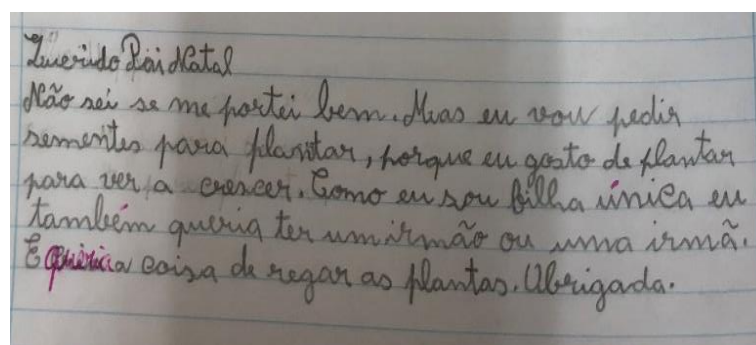 Querido Pai Natal
Não sei se me portei bem. Mas eu vou pedir
sementes para plantar, porque eu gosto de plantar
para ver a crescer. Como eu sou filha única eu
também queria ter um irmão ou uma irmã.
E queria a coisa de regar as plantas. Obrigada.